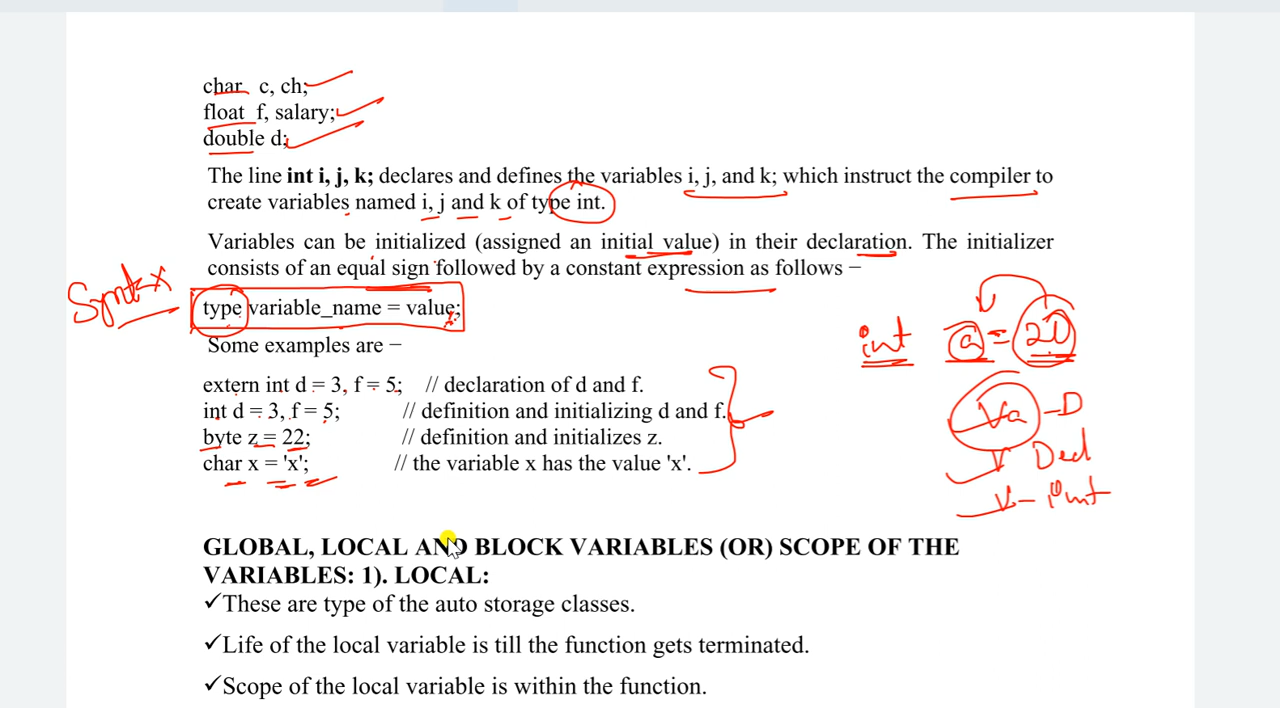 char c, ch;
float f, salary;
double d;
The line int i, j, k; declares and defines the variables i, j, and k; which instruct the compiler to
create variables named i, j and k of type int.
Variables can be initialized (assigned an initial value) in their declaration. The initializer
consists of an equal sign followed by a constant expression as follows −
Syntax
type variable_name = value;
int a = 20
Some examples are −
extern int d = 3, f = 5; // declaration of d and f.
int d = 3, f = 5; // definition and initializing d and f.
Va - D
byte z = 22; // definition and initializes z.
V Decl
char x = 'x'; // the variable x has the value 'x'.
GLOBAL, LOCAL AND BLOCK VARIABLES (OR) SCOPE OF THE
VARIABLES: 1). LOCAL:
✓These are type of the auto storage classes.
✓Life of the local variable is till the function gets terminated.
✓Scope of the local variable is within the function.